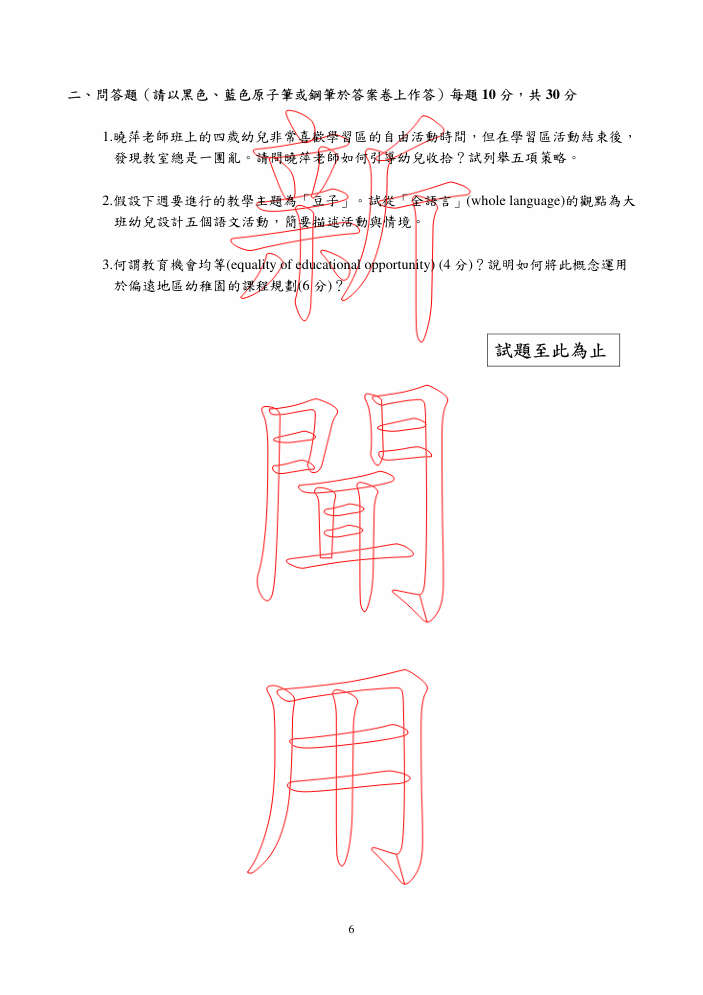 二、問答題（請以黑色、藍色原子筆或鋼筆於答案卷上作答）每題 10 分，共 30 分
1.曉萍老師班上的四歲幼兒非常喜歡學習區的自由活動時間，但在學習區活動結束後，
發現教室總是一團亂。請問曉萍老師如何引導幼兒收拾？試列舉五項策略。
2.假設下週要進行的教學主題為「豆子」。試從「全語言」(whole language)的觀點為大
班幼兒設計五個語文活動，簡要描述活動與情境。
3.何謂教育機會均等(equality of educational opportunity) (4 分)？說明如何將此概念運用
於偏遠地區幼稚園的課程規劃(6 分)？
試題至此為止
新
聞
用
6